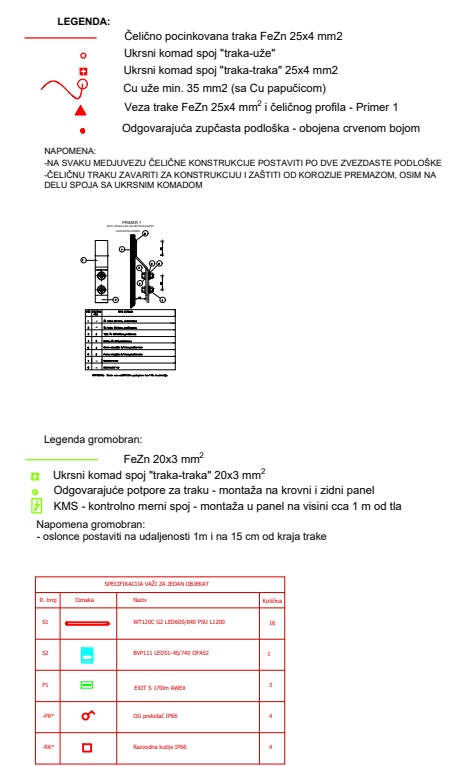 LEGENDA:
Čelično pocinkovana traka FeZn 25x4 mm2
Ukrsni komad spoj "traka-uže"
Ukrsni komad spoj "traka-traka" 25x4 mm2
Cu uže min. 35 mm2 (sa Cu papučicom)
Veza trake FeZn 25x4 mm² i čeličnog profila - Primer 1
Odgovarajuća zupčasta podloška - obojena crvenom bojom
NAPOMENA:
-NA SVAKU MEDJUVEZU ČELIČNE KONSTRUKCIJE POSTAVITI PO DVE ZVEZDASTE PODLOŠKE
-ČELIČNU TRAKU ZAVARITI ZA KONSTRUKCIJU I ZAŠTITI OD KOROZIJE PREMAZOM, OSIM NA
DELU SPOJA SA UKRSNIM KOMADOM
PRIMER 1
Legenda gromobran:
FeZn 20x3 mm²
Ukrsni komad spoj "traka-traka" 20x3 mm²
Odgovarajuće potpore za traku - montaža na krovni i zidni panel
KMS - kontrolno merni spoj - montaža u panel na visini cca 1 m od tla
Napomena gromobran:
- oslonce postaviti na udaljenosti 1m i na 15 cm od kraja trake
SPECIFIKACIJA VAŽI ZA JEDAN OBJEKAT
R. broj Oznaka Naziv Količina
S1 WT120C G2 LED60S/840 PSU L1200 16
S2 BVP111 LED51-4S/740 OFA52 1
P1 EXIT S 170lm AWEX 3
-PR* OG prekidač IP66 4
-RK* Razvodna kutije IP66 4